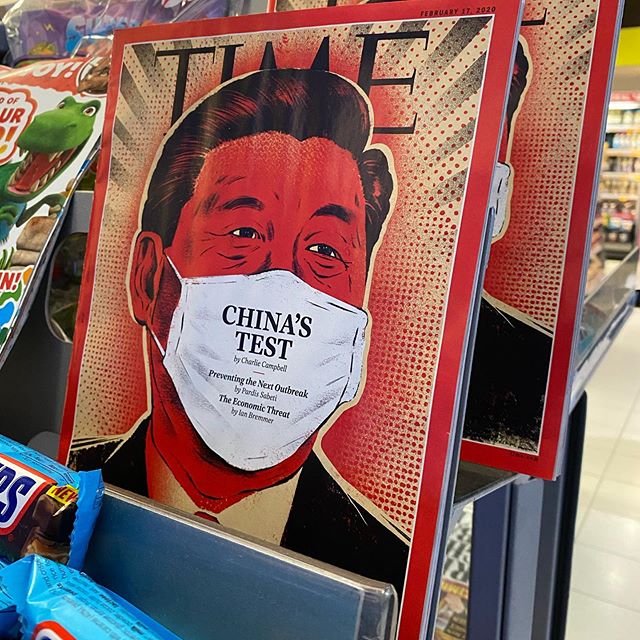 FEBRUARY 17, 2020
TIME
CHINA'S
TEST
by Charlie Campbell
Preventing the Next Outbreak
by Pardis Sabeti
The Economic Threat
by Ian Bremmer